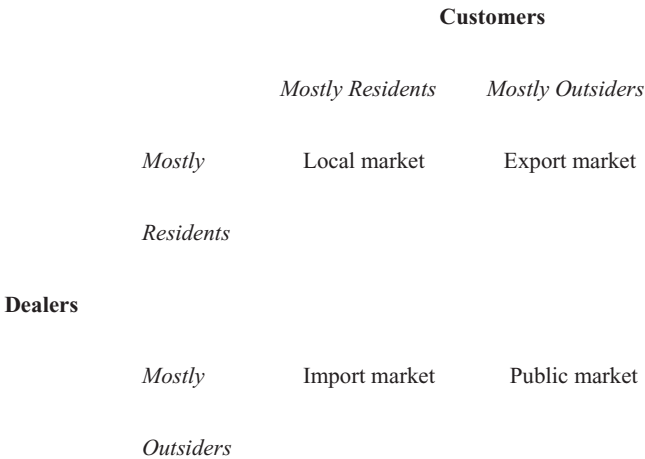 Customers
Mostly Residents Mostly Outsiders
Mostly Local market Export market
Residents
Dealers
Mostly Import market Public market
Outsiders